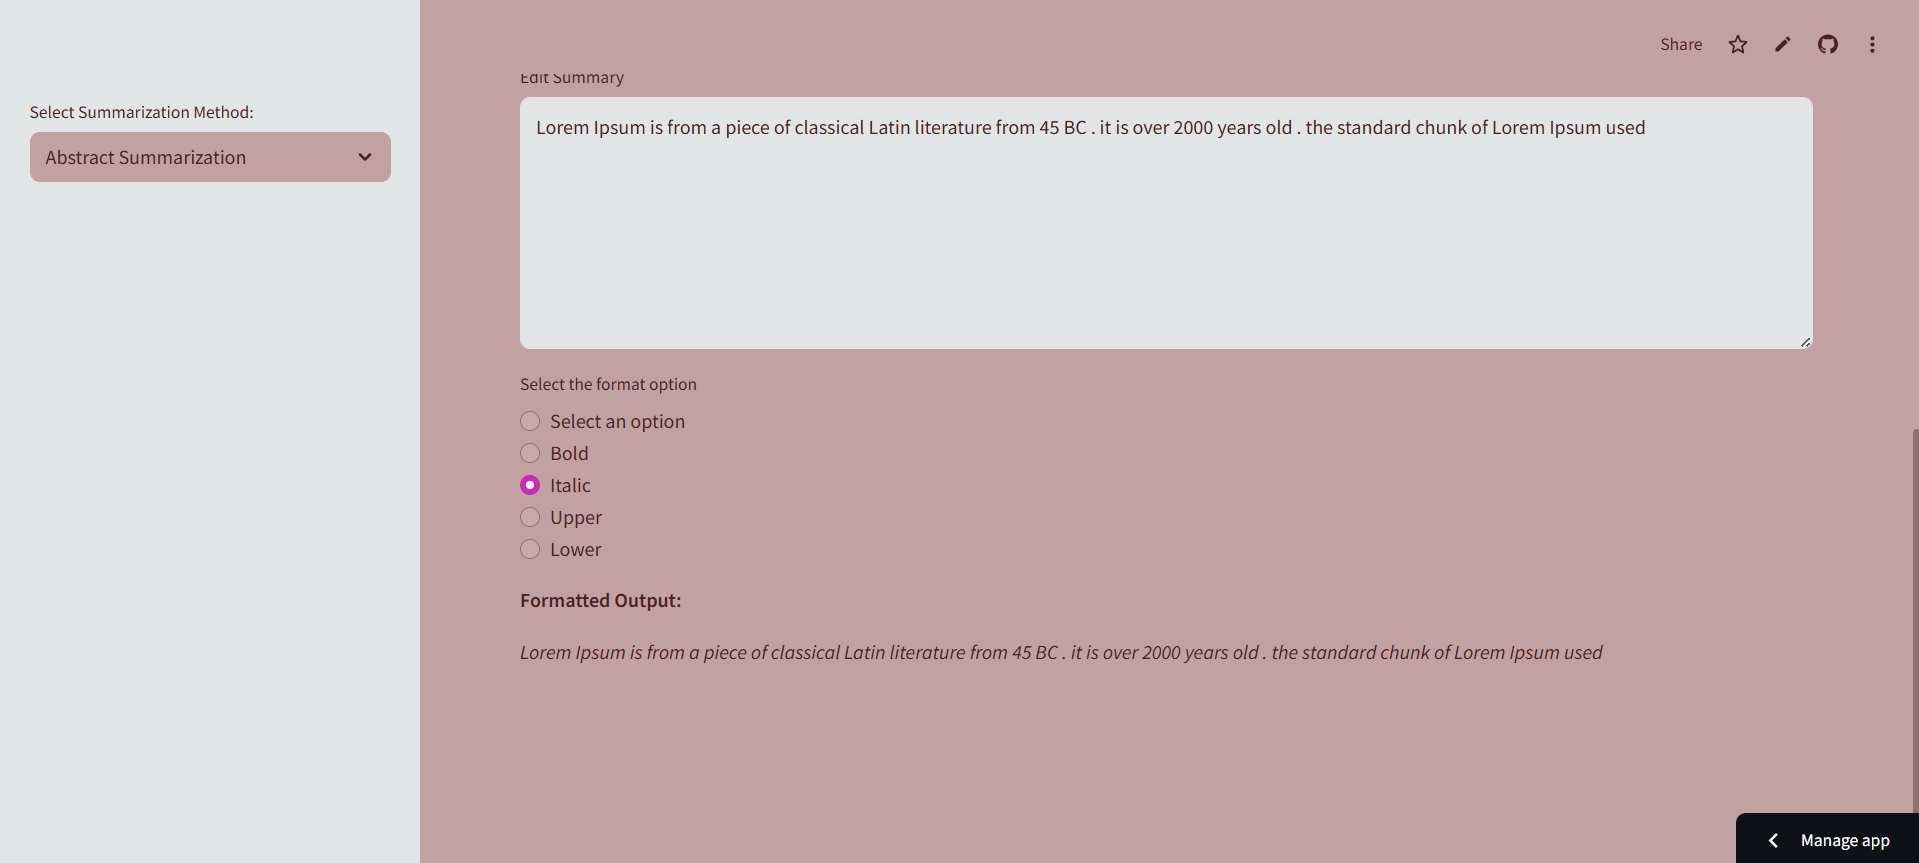 Share
Select Summarization Method:
Abstract Summarization
Edit Summary
Lorem Ipsum is from a piece of classical Latin literature from 45 BC . it is over 2000 years old . the standard chunk of Lorem Ipsum used
Select the format option
Select an option
Bold
Italic
Upper
Lower
Formatted Output:
Lorem Ipsum is from a piece of classical Latin literature from 45 BC . it is over 2000 years old . the standard chunk of Lorem Ipsum used
Manage app